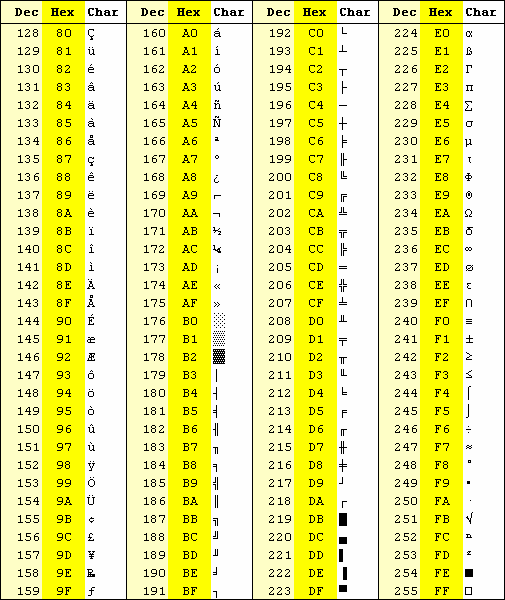 Dec Hex Char Dec Hex Char Dec Hex Char Dec Hex Char
128 80 Ç 160 A0 á 192 C0 └ 224 E0 α
129 81 ü 161 A1 í 193 C1 ┴ 225 E1 ß
130 82 é 162 A2 ó 194 C2 ┬ 226 E2 Γ
131 83 â 163 A3 ú 195 C3 ├ 227 E3 π
132 84 ä 164 A4 ñ 196 C4 ─ 228 E4 Σ
133 85 à 165 A5 Ñ 197 C5 ┼ 229 E5 σ
134 86 å 166 A6 ª 198 C6 ╞ 230 E6 µ
135 87 ç 167 A7 º 199 C7 ╟ 231 E7 τ
136 88 ê 168 A8 ¿ 200 C8 ╚ 232 E8 Φ
137 89 ë 169 A9 ⌐ 201 C9 ╔ 233 E9 Θ
138 8A è 170 AA ¬ 202 CA ╩ 234 EA Ω
139 8B ï 171 AB ½ 203 CB ╦ 235 EB δ
140 8C î 172 AC ¼ 204 CC ╠ 236 EC ∞
141 8D ì 173 AD ¡ 205 CD ═ 237 ED ∅
142 8E Ä 174 AE « 206 CE ╬ 238 EE ε
143 8F Å 175 AF » 207 CF ╧ 239 EF ∩
144 90 É 176 B0 ░ 208 D0 ╨ 240 F0 ≡
145 91 æ 177 B1 ▒ 209 D1 ╤ 241 F1 ±
146 92 Æ 178 B2 ▓ 210 D2 ╥ 242 F2 ≥
147 93 ô 179 B3 │ 211 D3 ╙ 243 F3 ≤
148 94 ö 180 B4 ┤ 212 D4 ╘ 244 F4 ⌠
149 95 ò 181 B5 ╡ 213 D5 ╒ 245 F5 ⌡
150 96 û 182 B6 ╢ 214 D6 ╓ 246 F6 ÷
151 97 ù 183 B7 ╖ 215 D7 ╫ 247 F7 ≈
152 98 ÿ 184 B8 ╕ 216 D8 ╪ 248 F8 °
153 99 Ö 185 B9 ╣ 217 D9 ┘ 249 F9 •
154 9A Ü 186 BA ║ 218 DA ┌ 250 FA ·
155 9B ¢ 187 BB ╗ 219 DB █ 251 FB √
156 9C £ 188 BC ╝ 220 DC ▄ 252 FC ⁿ
157 9D ¥ 189 BD ╜ 221 DD ▌ 253 FD ²
158 9E ₧ 190 BE ╛ 222 DE ▐ 254 FE ■
159 9F ƒ 191 BF ┐ 223 DF ▀ 255 FF □